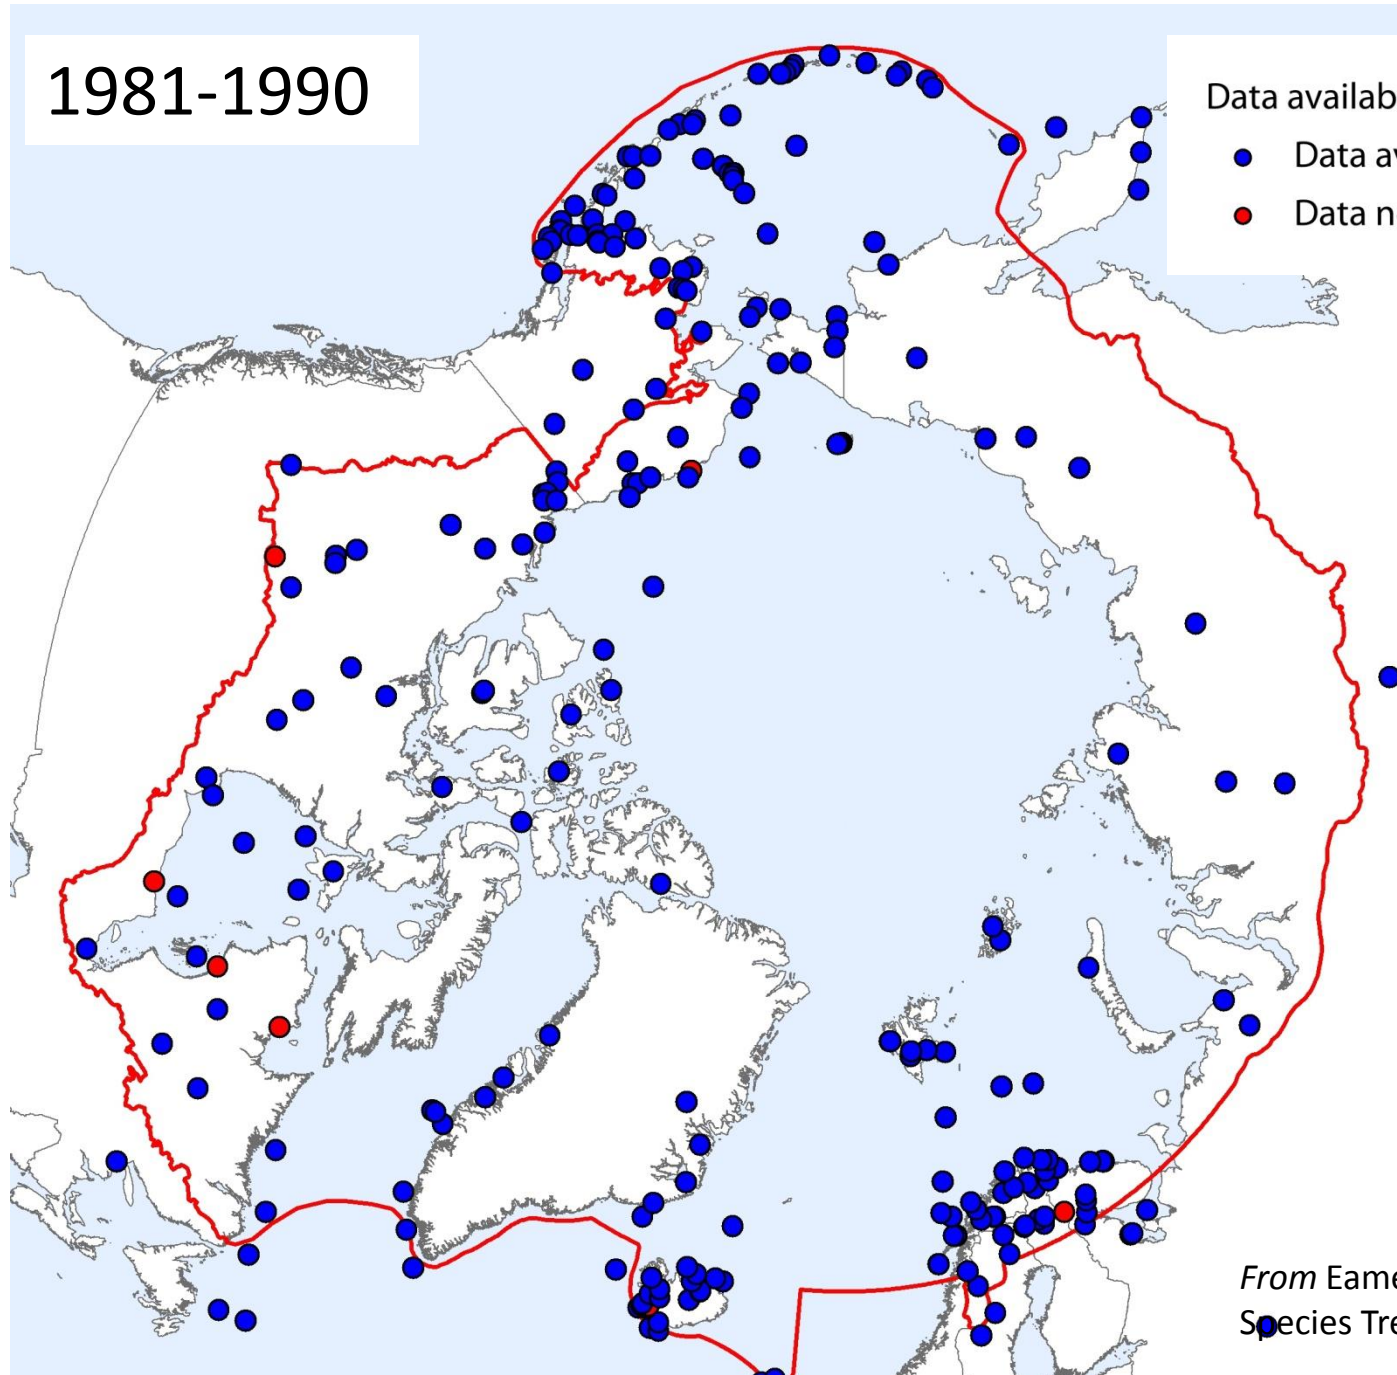 1981-1990
Data availab
Data av
Data n
From Eame
Species Tre